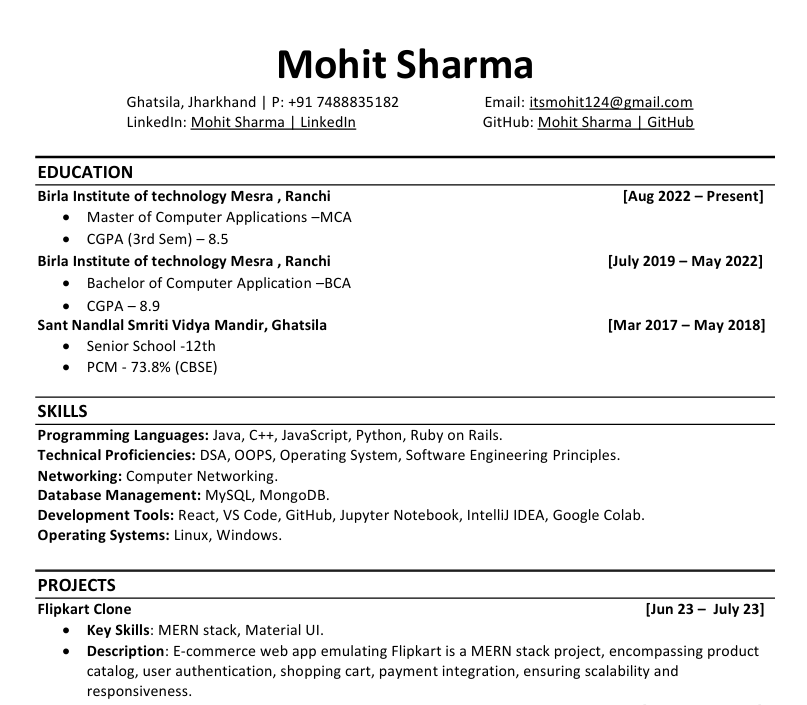 Mohit Sharma
Ghatsila, Jharkhand | P: +91 7488835182 Email: itsmohit124@gmail.com
LinkedIn: Mohit Sharma | LinkedIn GitHub: Mohit Sharma | GitHub
EDUCATION
Birla Institute of technology Mesra , Ranchi [Aug 2022 – Present]
• Master of Computer Applications –MCA
• CGPA (3rd Sem) – 8.5
Birla Institute of technology Mesra , Ranchi [July 2019 – May 2022]
• Bachelor of Computer Application –BCA
• CGPA – 8.9
Sant Nandlal Smriti Vidya Mandir, Ghatsila [Mar 2017 – May 2018]
• Senior School -12th
• PCM - 73.8% (CBSE)
SKILLS
Programming Languages: Java, C++, JavaScript, Python, Ruby on Rails.
Technical Proficiencies: DSA, OOPS, Operating System, Software Engineering Principles.
Networking: Computer Networking.
Database Management: MySQL, MongoDB.
Development Tools: React, VS Code, GitHub, Jupyter Notebook, IntelliJ IDEA, Google Colab.
Operating Systems: Linux, Windows.
PROJECTS
Flipkart Clone [Jun 23 – July 23]
• Key Skills: MERN stack, Material UI.
• Description: E-commerce web app emulating Flipkart is a MERN stack project, encompassing product
catalog, user authentication, shopping cart, payment integration, ensuring scalability and
responsiveness.